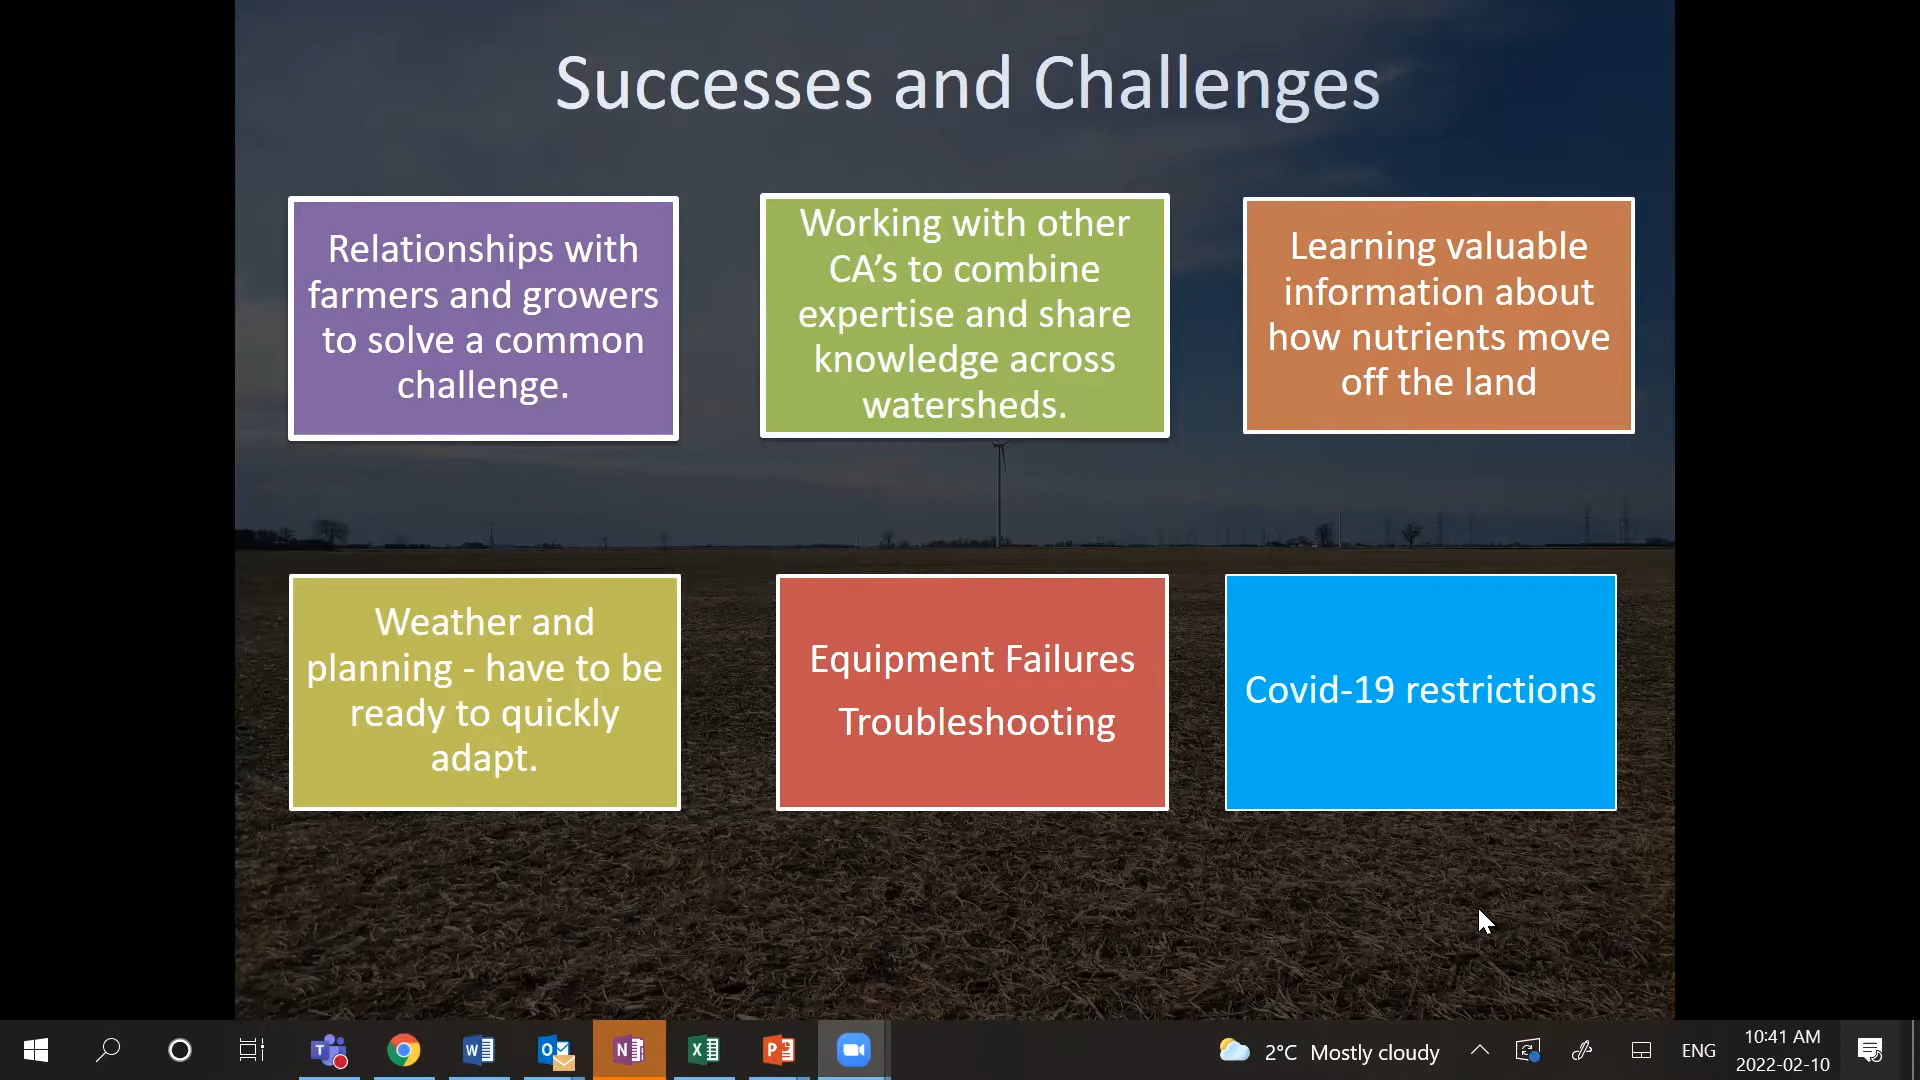 Successes and Challenges
Relationships with
farmers and growers
to solve a common
challenge.
Working with other
CA’s to combine
expertise and share
knowledge across
watersheds.
Learning valuable
information about
how nutrients move
off the land
Weather and
planning - have to be
ready to quickly
adapt.
Equipment Failures
Troubleshooting
Covid-19 restrictions
2°C Mostly cloudy
ENG
10:41 AM
2022-02-10